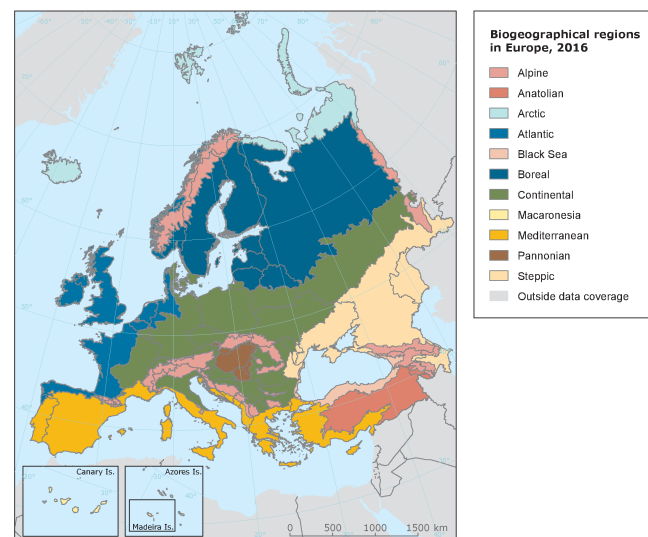 Biogeographical regions
in Europe, 2016
Alpine
Anatolian
Arctic
Atlantic
Black Sea
Boreal
Continental
Macaronesia
Mediterranean
Pannonian
Steppic
Outside data coverage
Canary Is.
Azores Is.
Madeira Is.
0 500 1000 1500 km